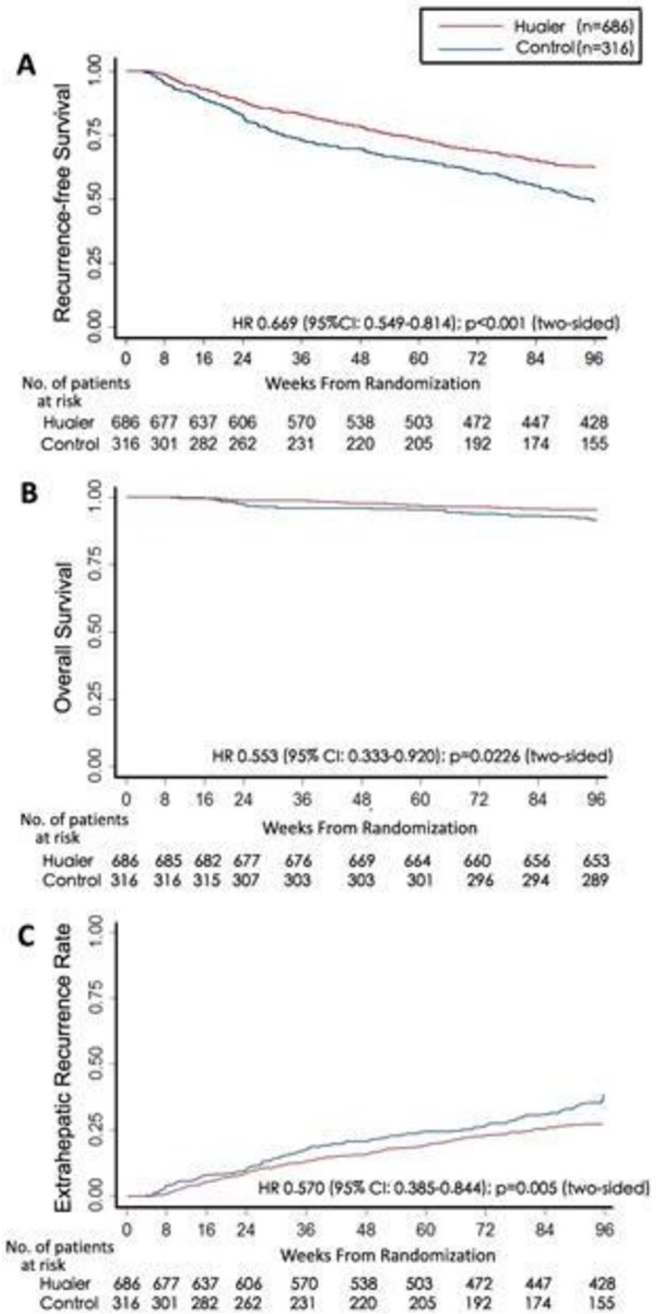 Huaier (n=686)
Control(n=316)
A
Recurrence-free Survival
1.00
0.75
0.50
0.25
0.00
HR 0.669 (95%CI: 0.549-0.814); p<0.001 (two-sided)
0 8 16 24 36 48 60 72 84 96
No. of patients
at risk
Weeks From Randomization
Huaier 686 677 637 606 570 538 503 472 447 428
Control 316 301 282 262 231 220 205 192 174 155
B
Overall Survival
1.00
0.75
0.50
0.25
0.00
HR 0.553 (95% CI: 0.333-0.920); p=0.0226 (two-sided)
0 8 16 24 36 48 60 72 84 96
No. of patients
at risk
Weeks From Randomization
Huaier 686 685 682 677 676 669 664 660 656 653
Control 316 316 315 307 303 303 301 296 294 289
C
Extrahepatic Recurrence Rate
1.00
0.75
0.50
0.25
0.00
HR 0.570 (95% CI: 0.385-0.844); p=0.005 (two-sided)
0 8 16 24 36 48 60 72 84 96
No. of patients
at risk
Weeks From Randomization
Huaier 686 677 637 606 570 538 503 472 447 428
Control 316 301 282 262 231 220 205 192 174 155